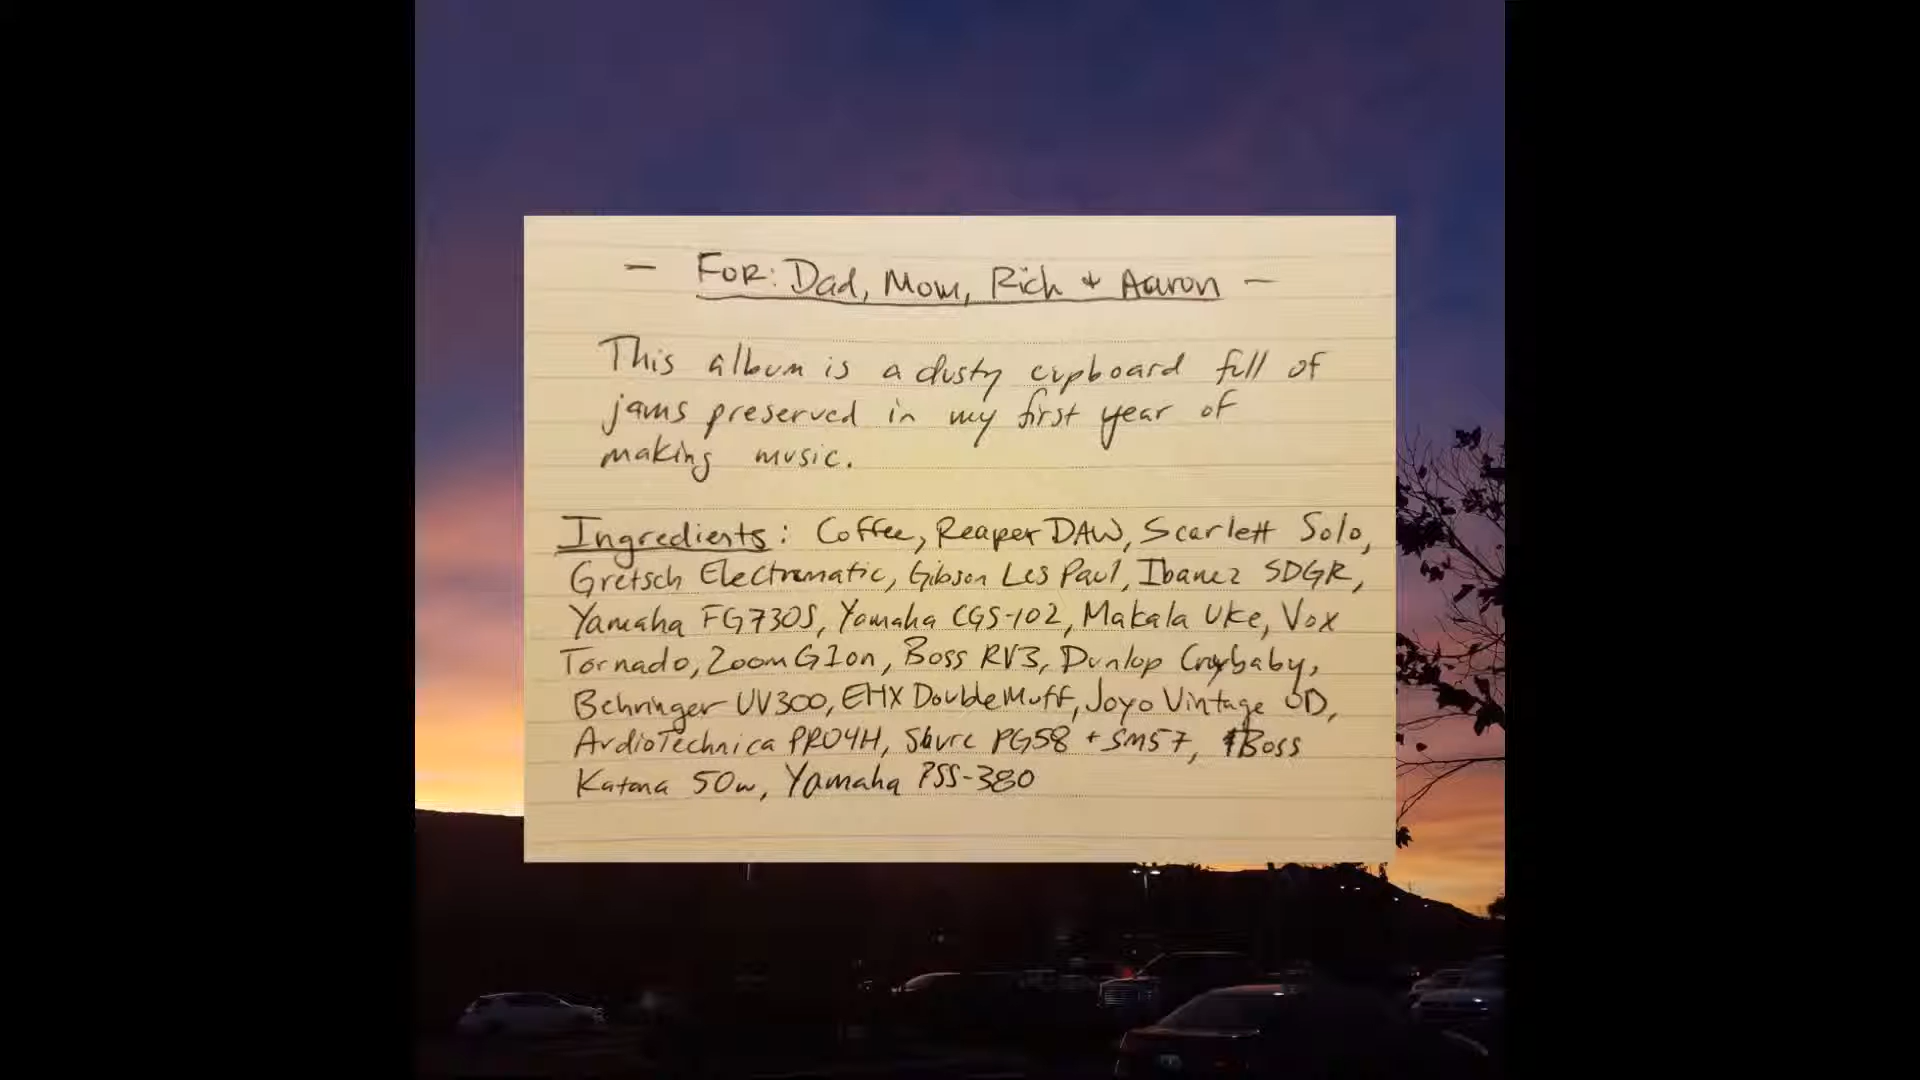 — For: Dad, Mom, Rich + Aaron —
This album is a dusty cupboard full of
jams preserved in my first year of
making music.
Ingredients: Coffee, Reaper DAW, Scarlett Solo,
Gretsch Electromatic, Gibson Les Paul, Ibanez SDGR,
Yamaha FG730S, Yamaha CGS-102, Makala Uke, Vox
Tornado, Zoom G1on, Boss RV3, Dunlop Crybaby,
Behringer UV300, EHX Double Muff, Joyo Vintage OD,
AudioTechnica PRO4H, Shure PG58 + SM57, Boss
Katana 50w, Yamaha PSS-380